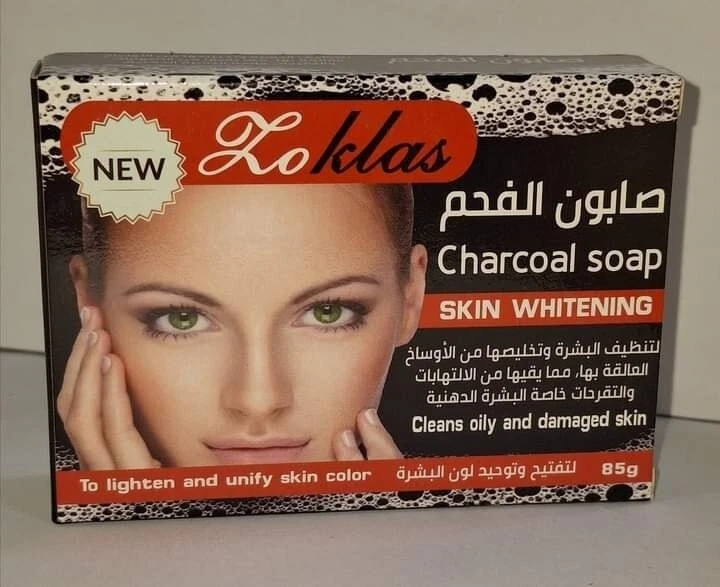 صابون الفحم
NEW
Zoklas
صابون الفحم
Charcoal soap
SKIN WHITENING
لتنظيف البشرة وتخليصها من الأوساخ
العالقة بها، مما يقيها من الالتهابات
والتقرحات خاصة البشرة الدهنية
Cleans oily and damaged skin
To lighten and unify skin color لتفتيح وتوحيد لون البشرة 85g